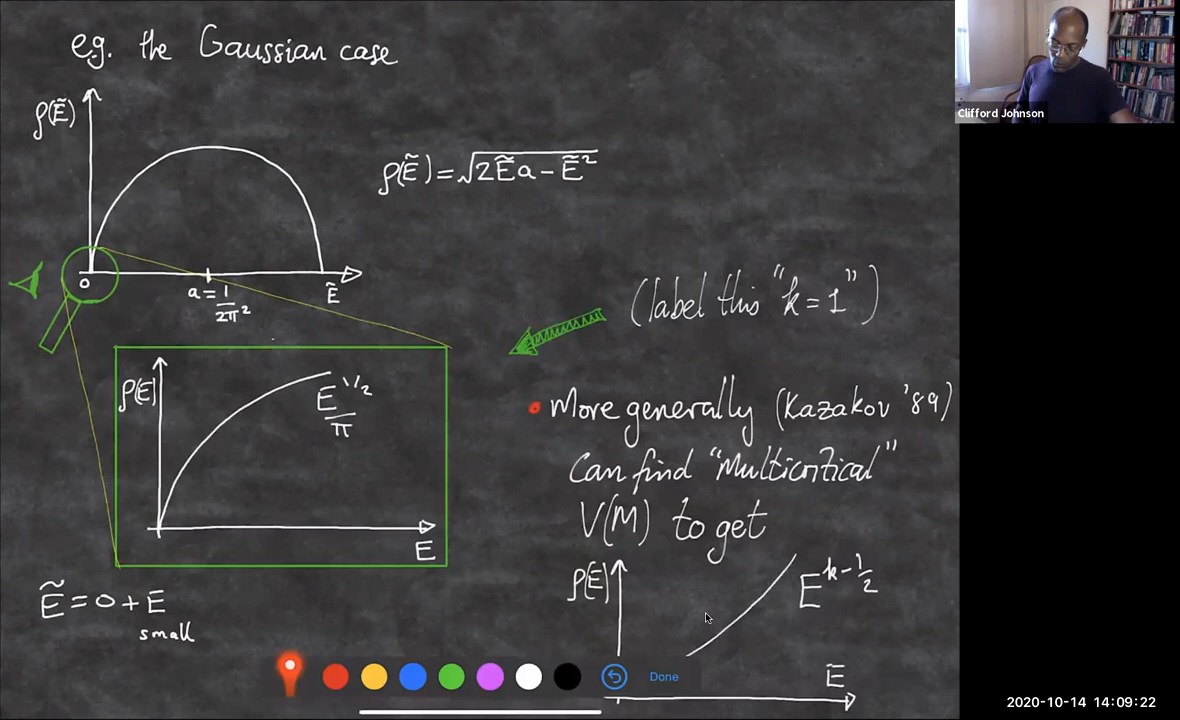 e.g. the Gaussian case
ρ(Ẽ)
ρ(Ẽ) = √(2Ẽa − Ẽ²)
0
a = 1/2π²
Ẽ
(label this "k=1")
ρ(E)
E^1/2 / π
E
• More generally (Kazakov '89)
Can find "Multicritical"
V(M) to get
ρ(E)
E^k-1/2
E
Ẽ = 0 + E
small
Done
Clifford Johnson
2020-10-14 14:09:22